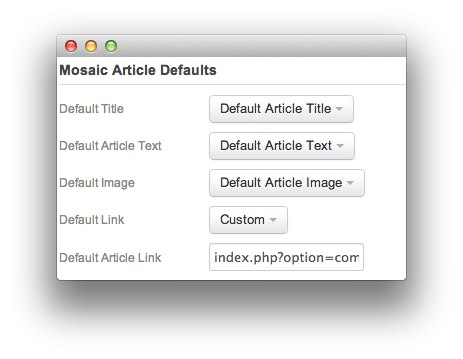 Mosaic Article Defaults
Default Title Default Article Title
Default Article Text Default Article Text
Default Image Default Article Image
Default Link Custom
Default Article Link index.php?option=com